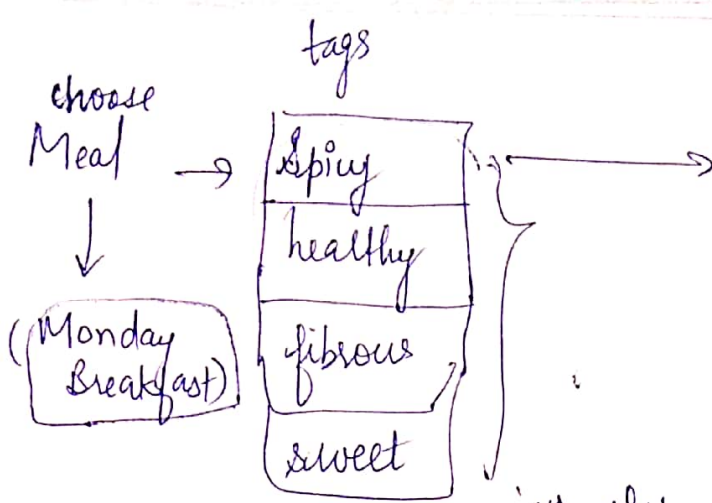 tags
choose
Meal
Spicy
healthy
(Monday
Breakfast)
fibrous
sweet